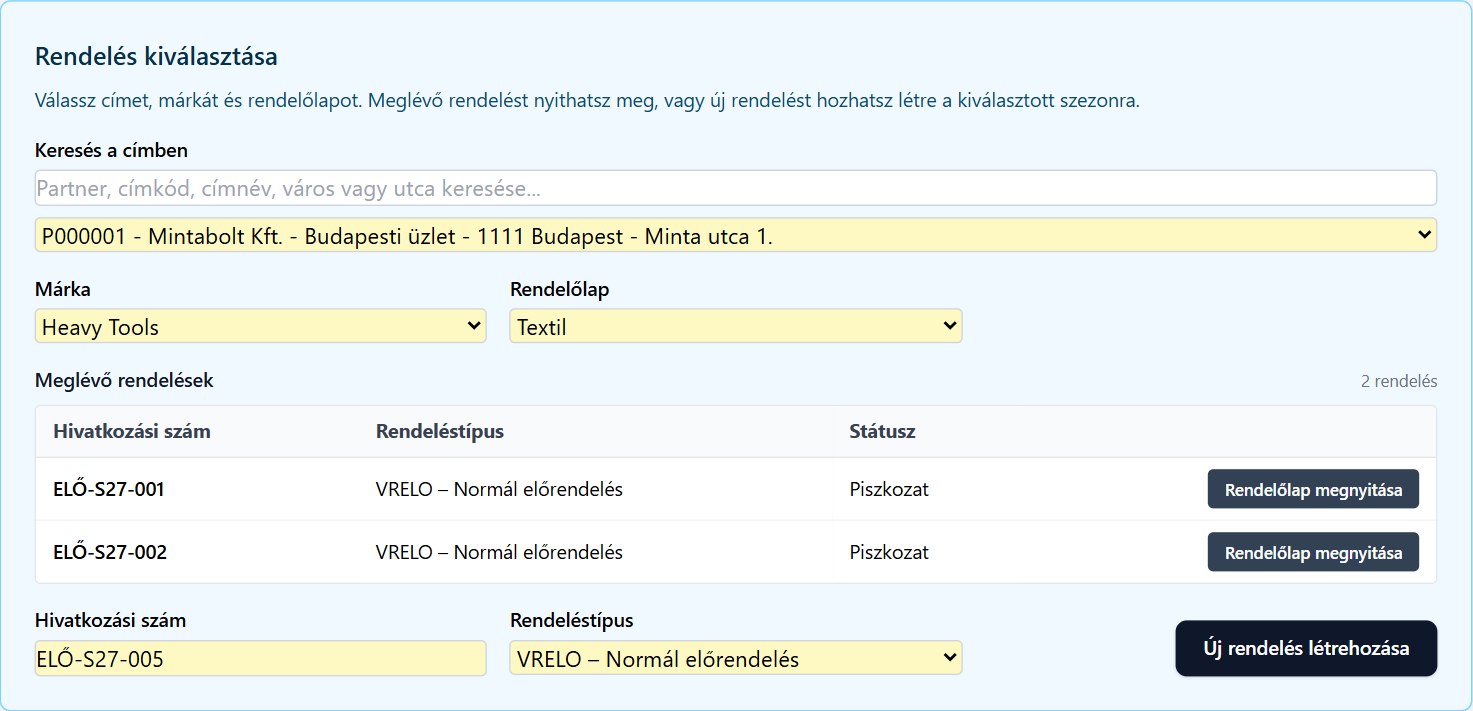 Rendelés kiválasztása
Válassz címet, márkát és rendelőlapot. Meglévő rendelést nyithatsz meg, vagy új rendelést hozhatsz létre a kiválasztott szezonra.
Keresés a címben
Partner, címkód, címnév, város vagy utca keresése...
P000001 - Mintabolt Kft. - Budapesti üzlet - 1111 Budapest - Minta utca 1.
Márka Rendelőlap
Heavy Tools Textil
Meglévő rendelések 2 rendelés
Hivatkozási szám Rendeléstípus Státusz
ELŐ-S27-001 VRELO – Normál előrendelés Piszkozat Rendelőlap megnyitása
ELŐ-S27-002 VRELO – Normál előrendelés Piszkozat Rendelőlap megnyitása
Hivatkozási szám Rendeléstípus
ELŐ-S27-005 VRELO – Normál előrendelés Új rendelés létrehozása